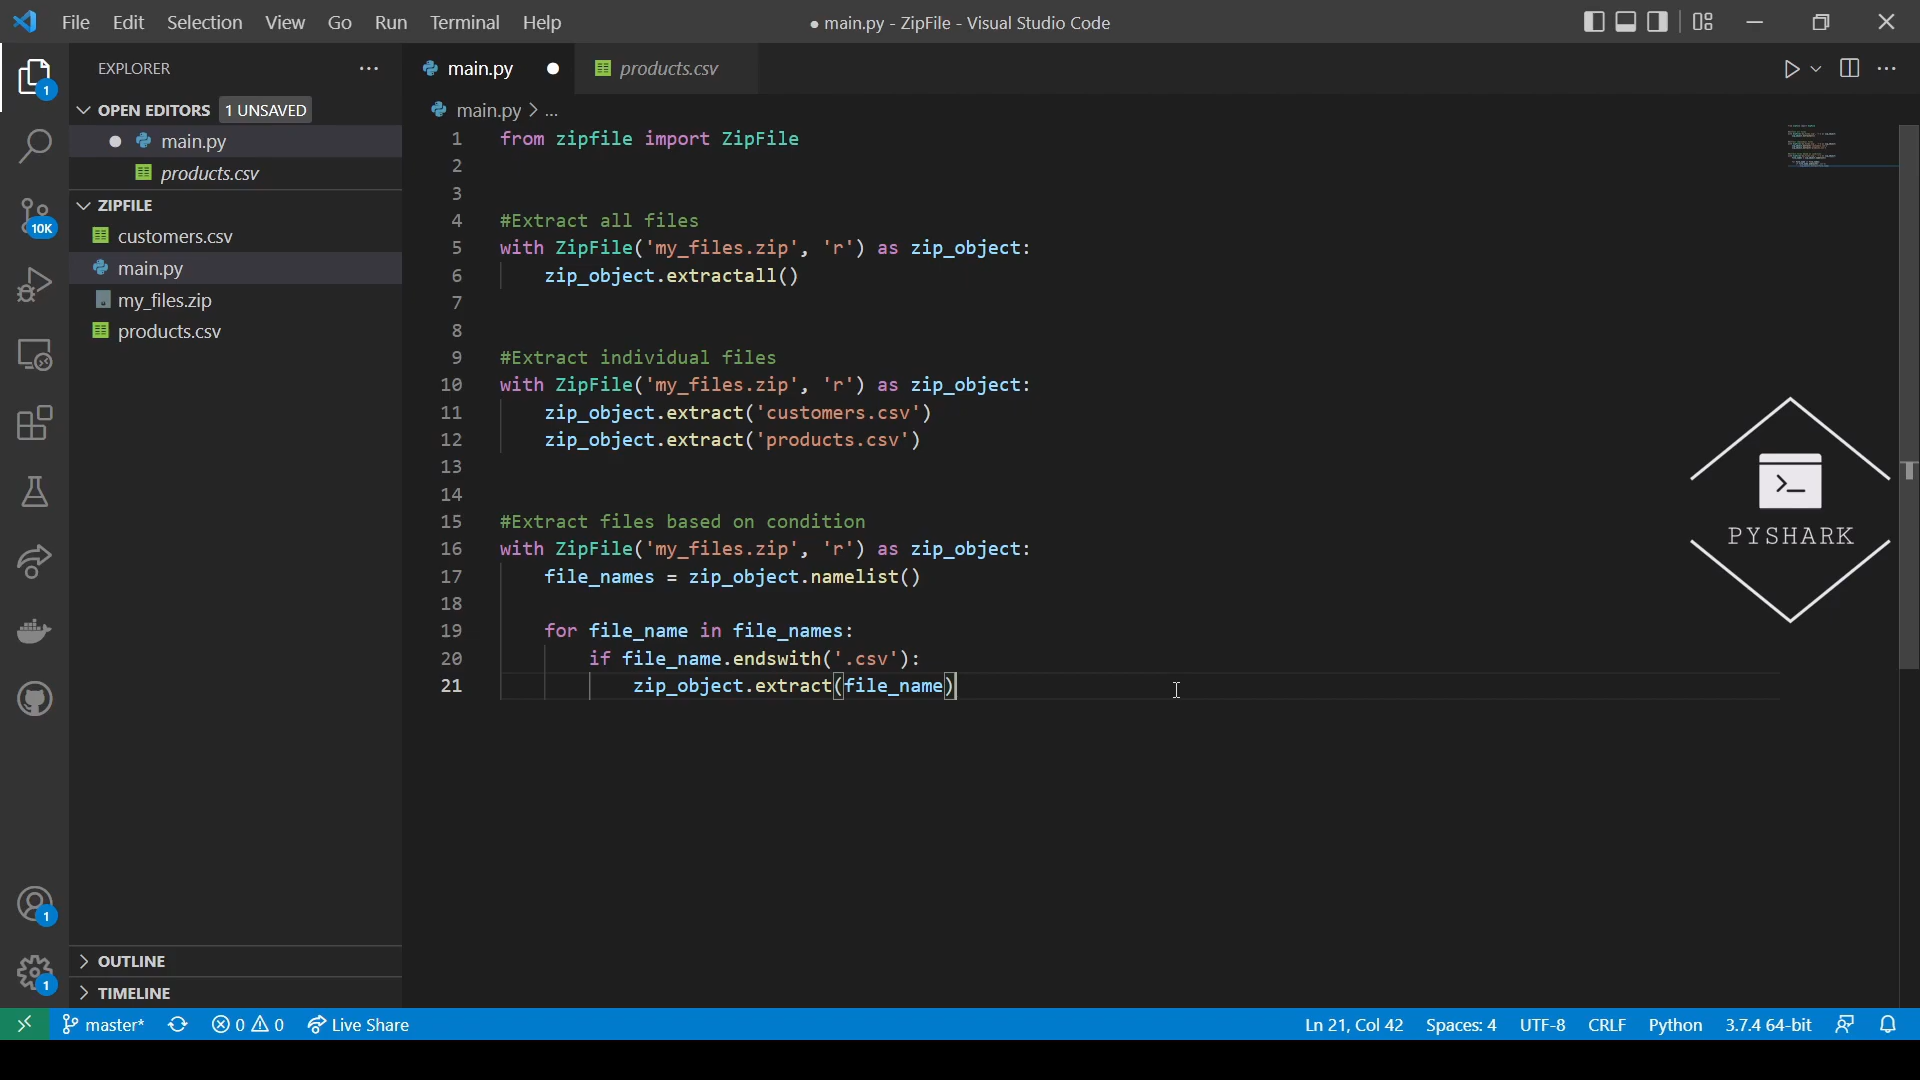 File Edit Selection View Go Run Terminal Help
● main.py - ZipFile - Visual Studio Code
EXPLORER
OPEN EDITORS 1 UNSAVED
main.py
products.csv
ZIPFILE
customers.csv
main.py
my_files.zip
products.csv
OUTLINE
TIMELINE
1
10K
1
1
main.py
products.csv
main.py > ...
1 from zipfile import ZipFile
2
3
4 #Extract all files
5 with ZipFile('my_files.zip', 'r') as zip_object:
6     zip_object.extractall()
7
8
9 #Extract individual files
10 with ZipFile('my_files.zip', 'r') as zip_object:
11     zip_object.extract('customers.csv')
12     zip_object.extract('products.csv')
13
14
15 #Extract files based on condition
16 with ZipFile('my_files.zip', 'r') as zip_object:
17     file_names = zip_object.namelist()
18
19     for file_name in file_names:
20         if file_name.endswith('.csv'):
21             zip_object.extract(file_name)
PYSHARK
master* 0 0 Live Share
Ln 21, Col 42 Spaces: 4 UTF-8 CRLF Python 3.7.4 64-bit